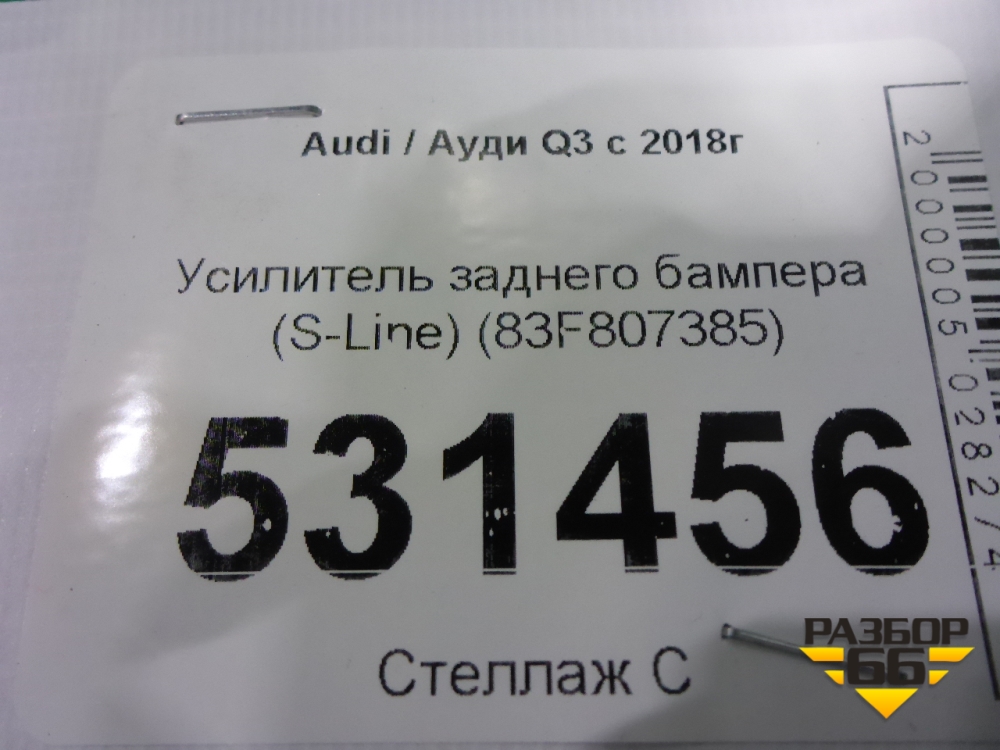 Audi / Ауди Q3 с 2018г
Усилитель заднего бампера
(S-Line) (83F807385)
531456
Стеллаж С
2000005028274
РАЗБОР
66